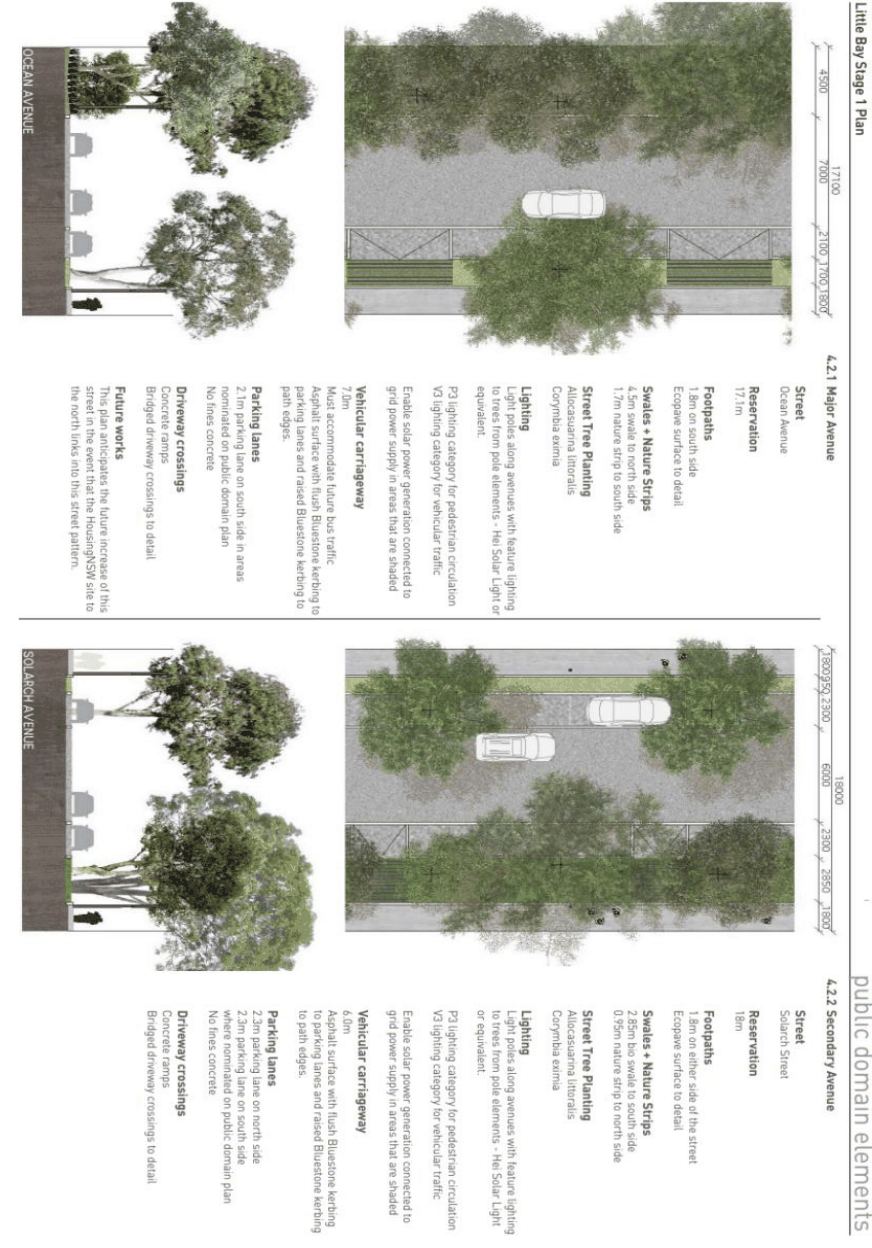 Little Bay Stage 1 Plan
public domain elements
4.2.1 Major Avenue
17100
4500
7000
2100
1700
1800
OCEAN AVENUE
Street
Ocean Avenue
Reservation
17.1m
Footpaths
1.8m on south side
Ecopave surface to detail
Swales + Nature Strips
4.5m swale to north side
1.7m nature strip to south side
Street Tree Planting
Allocasuarina littoralis
Corymbia eximia
Lighting
Light poles along avenues with feature lighting
to trees from pole elements - Hei Solar Light or
equivalent.
P3 lighting category for pedestrian circulation
V3 lighting category for vehicular traffic
Enable solar power generation connected to
grid power supply in areas that are shaded
Vehicular carriageway
7.0m
Must accommodate future bus traffic
Asphalt surface with flush Bluestone kerbing to
parking lanes and raised Bluestone kerbing to
path edges.
Parking lanes
2.1m parking lane on south side in areas
nominated on public domain plan
No fines concrete
Driveway crossings
Concrete ramps
Bridged driveway crossings to detail
Future works
This plan anticipates the future increase of this
street in the event that the HousingNSW site to
the north links into this street pattern.
4.2.2 Secondary Avenue
18000
1800
950
2300
6000
2300
2850
1800
SOLARCH AVENUE
Street
Solarch Street
Reservation
18m
Footpaths
1.8m on either side of the street
Ecopave surface to detail
Swales + Nature Strips
2.85m bio swale to south side
0.95m nature strip to north side
Street Tree Planting
Allocasuarina littoralis
Corymbia eximia
Lighting
Light poles along avenues with feature lighting
to trees from pole elements - Hei Solar Light
or equivalent.
P3 lighting category for pedestrian circulation
V3 lighting category for vehicular traffic
Enable solar power generation connected to
grid power supply in areas that are shaded
Vehicular carriageway
6.0m
Asphalt surface with flush Bluestone kerbing
to parking lanes and raised Bluestone kerbing
to path edges.
Parking lanes
2.3m parking lane on north side
2.3m parking lane on south side
where nominated on public domain plan
No fines concrete
Driveway crossings
Concrete ramps
Bridged driveway crossings to detail